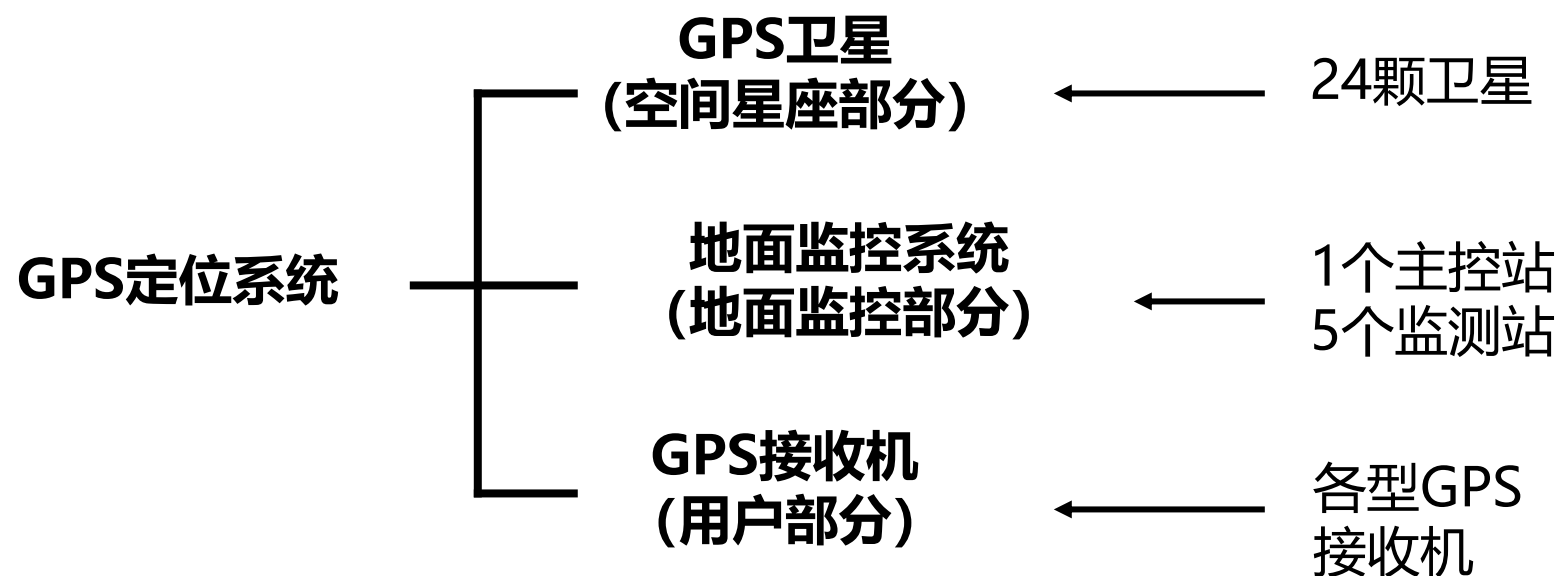 GPS定位系统
GPS卫星
（空间星座部分）
24颗卫星
地面监控系统
（地面监控部分）
1个主控站
5个监测站
GPS接收机
（用户部分）
各型GPS
接收机